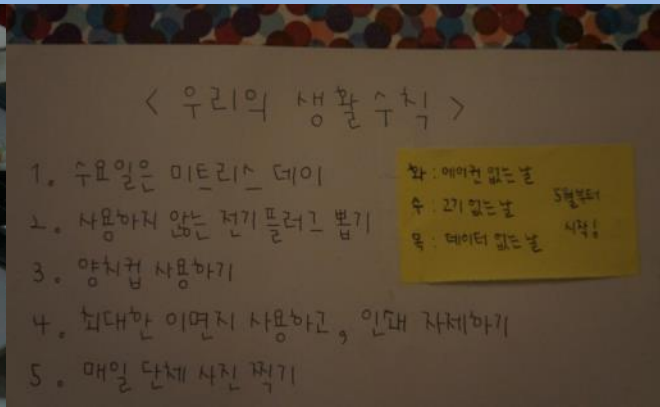 < 우리의 생활수칙 >
1. 수요일은 미트리스 데이
2. 사용하지 않는 전기 플러그 뽑기
3. 양치컵 사용하기
4. 최대한 이면지 사용하고, 인쇄 자제하기
5. 매일 단체 사진 찍기
화 : 에어컨 없는 날
수 : 고기 없는 날
목 : 데이터 없는 날
5월부터
시작!